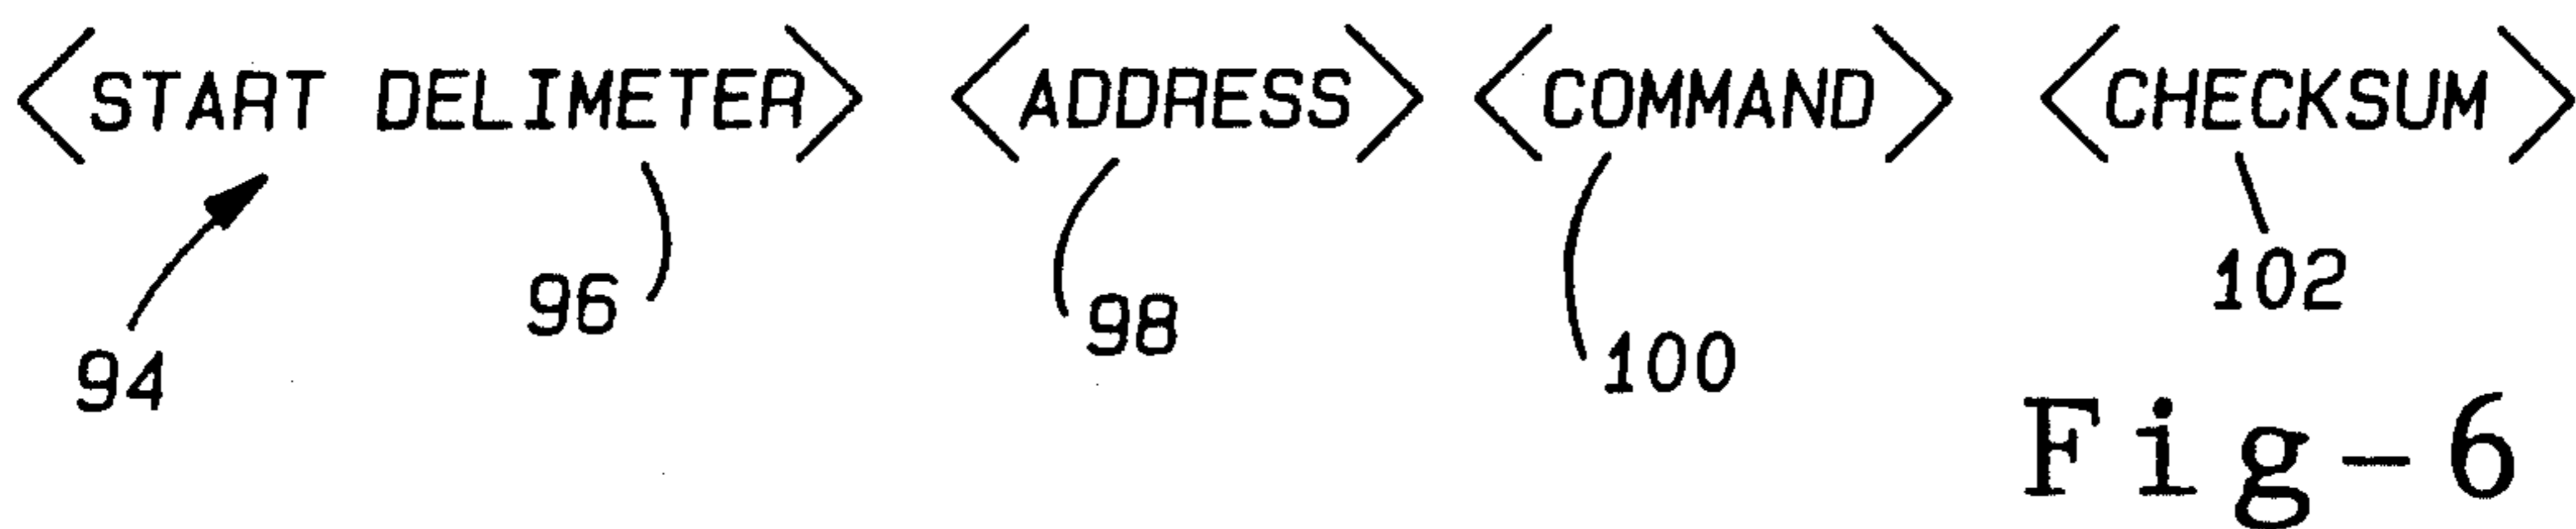 <START DELIMETER> <ADDRESS> <COMMAND> <CHECKSUM>
94 96 98 100 102
Fig-6